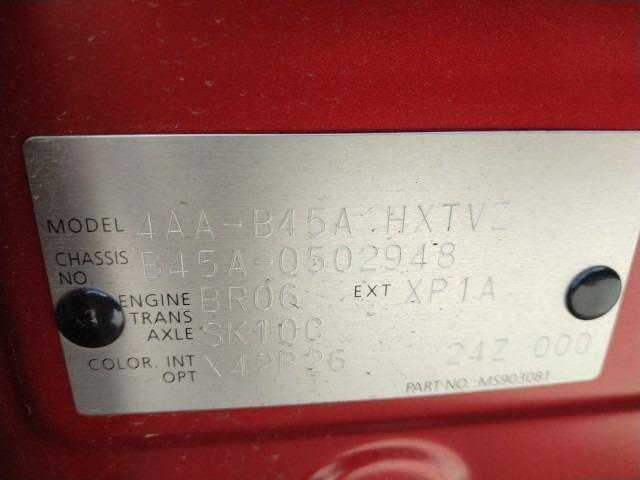 MODEL 4AA-B45A HXTVZ
CHASSIS NO B45A-0502948
ENGINE BR06 EXT XP1A
TRANS AXLE SK10C
COLOR. INT X42P26 24Z 000
OPT
PART NO.: MS903081